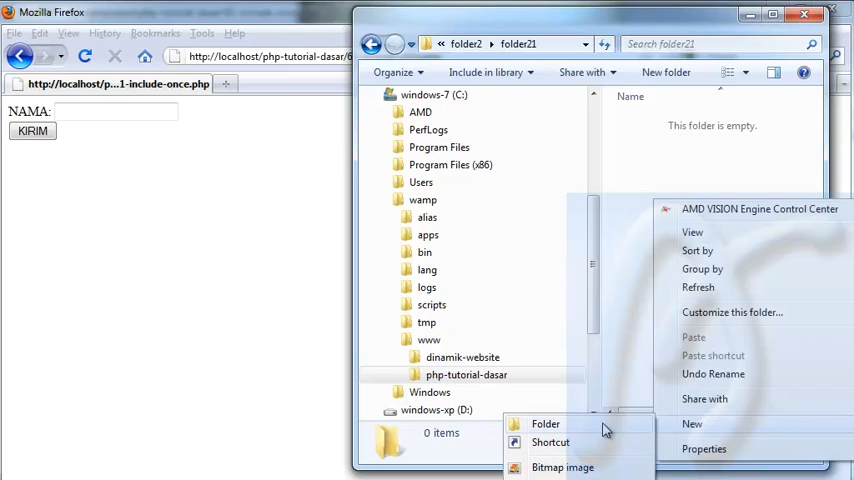 Mozilla Firefox
File Edit View History Bookmarks Tools Help
http://localhost/php-tutorial-dasar/6
http://localhost/p...1-include-once.php
NAMA:
KIRIM
« folder2 folder21
Search folder21
Organize Include in library Share with New folder
windows-7 (C:)
AMD
PerfLogs
Program Files
Program Files (x86)
Users
wamp
alias
apps
bin
lang
logs
scripts
tmp
www
dinamik-website
php-tutorial-dasar
Windows
windows-xp (D:)
Name
This folder is empty.
0 items
AMD VISION Engine Control Center
View
Sort by
Group by
Refresh
Customize this folder...
Paste
Paste shortcut
Undo Rename
Share with
New
Properties
Folder
Shortcut
Bitmap image